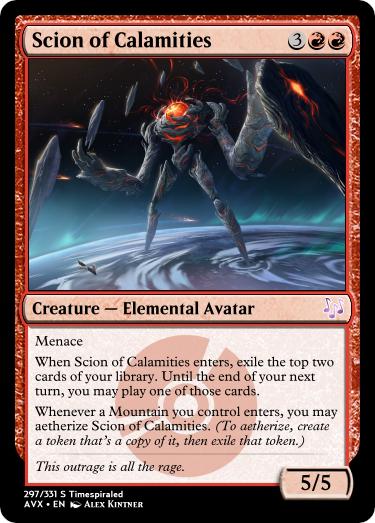 Scion of Calamities 3
Creature — Elemental Avatar
Menace
When Scion of Calamities enters, exile the top two
cards of your library. Until the end of your next
turn, you may play one of those cards.
Whenever a Mountain you control enters, you may
aetherize Scion of Calamities. (To aetherize, create
a token that's a copy of it, then exile that token.)
This outrage is all the rage.
5/5
297/331 S Timespiraled
AVX • EN Alex Kintner